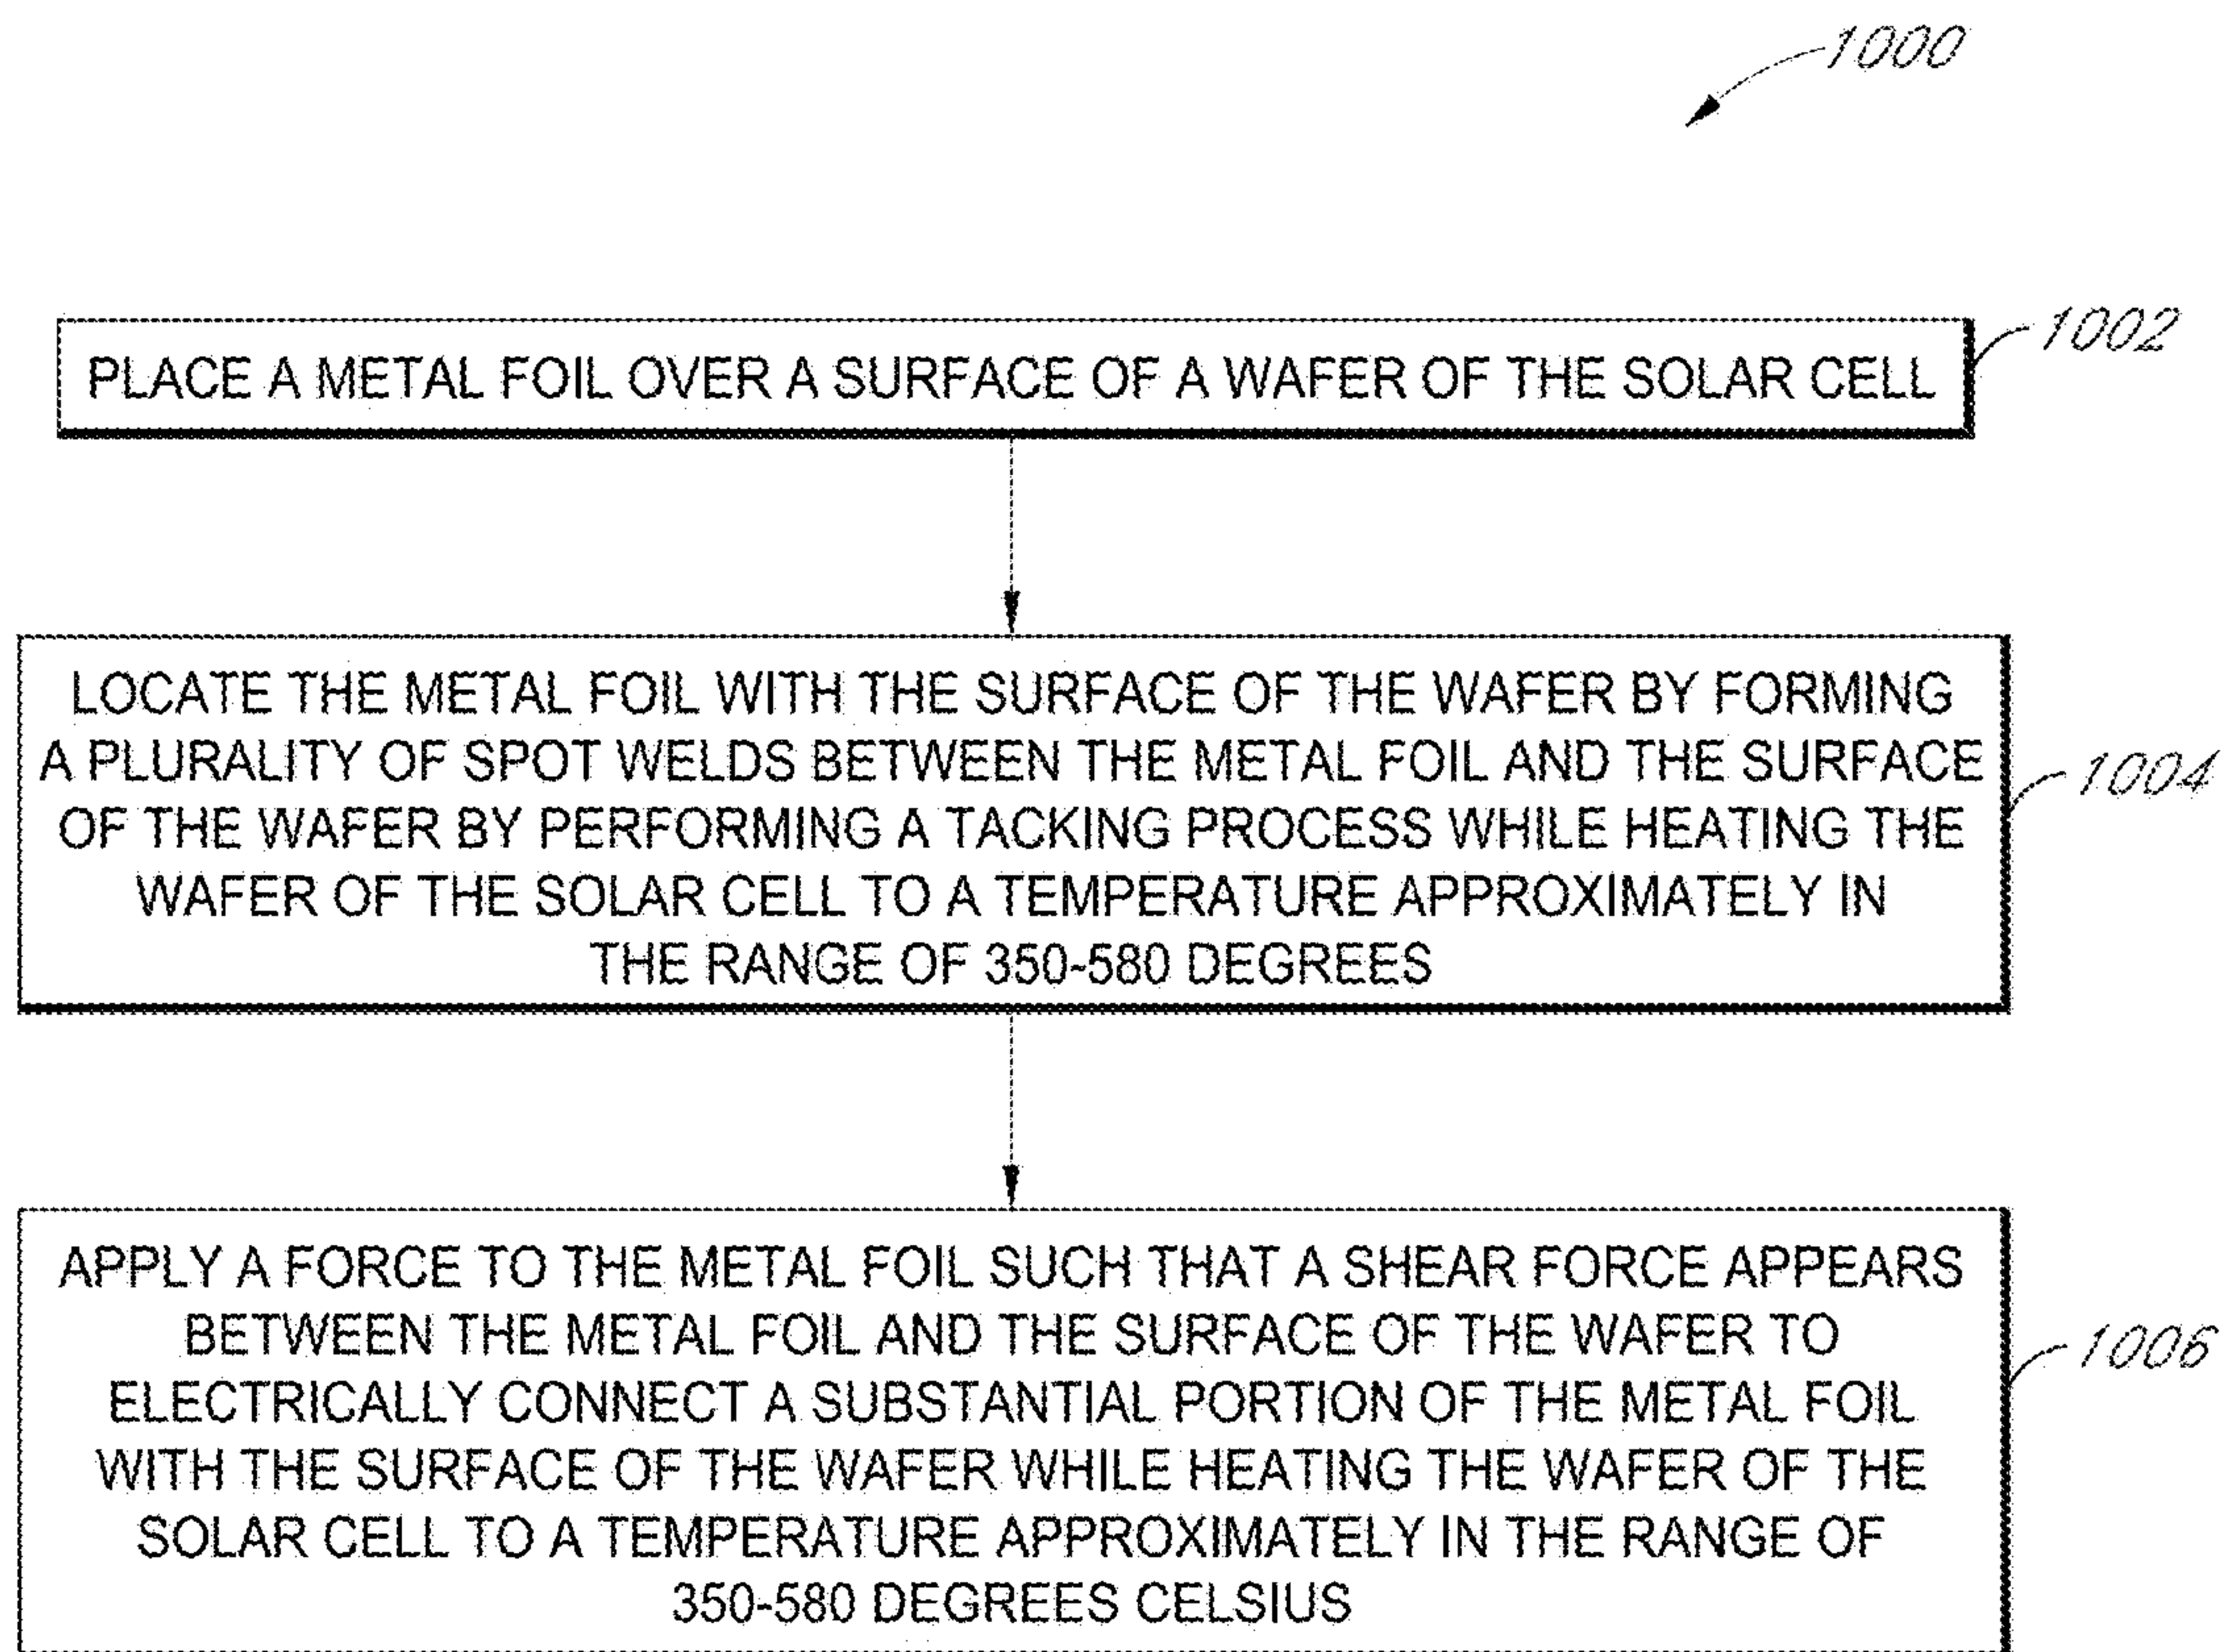 1000
PLACE A METAL FOIL OVER A SURFACE OF A WAFER OF THE SOLAR CELL
1002
LOCATE THE METAL FOIL WITH THE SURFACE OF THE WAFER BY FORMING
A PLURALITY OF SPOT WELDS BETWEEN THE METAL FOIL AND THE SURFACE
OF THE WAFER BY PERFORMING A TACKING PROCESS WHILE HEATING THE
WAFER OF THE SOLAR CELL TO A TEMPERATURE APPROXIMATELY IN
THE RANGE OF 350-580 DEGREES
1004
APPLY A FORCE TO THE METAL FOIL SUCH THAT A SHEAR FORCE APPEARS
BETWEEN THE METAL FOIL AND THE SURFACE OF THE WAFER TO
ELECTRICALLY CONNECT A SUBSTANTIAL PORTION OF THE METAL FOIL
WITH THE SURFACE OF THE WAFER WHILE HEATING THE WAFER OF THE
SOLAR CELL TO A TEMPERATURE APPROXIMATELY IN THE RANGE OF
350-580 DEGREES CELSIUS
1006